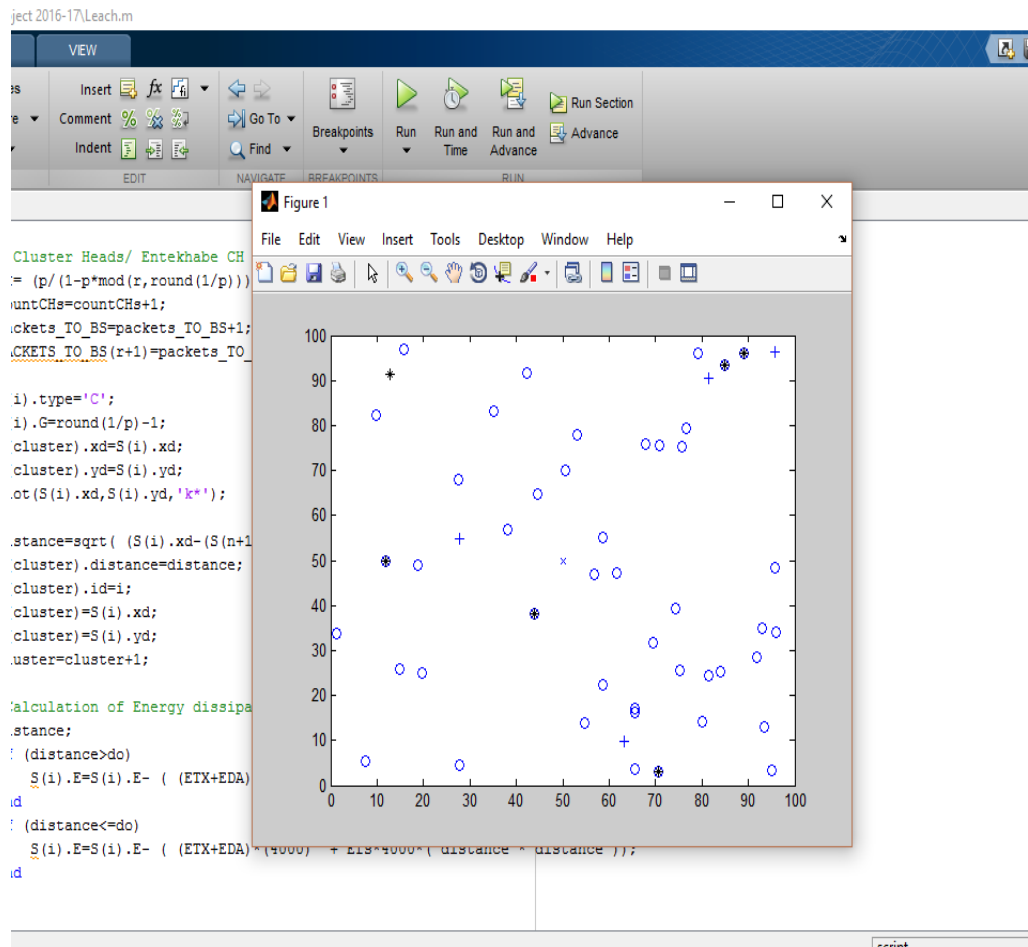 ject 2016-17\Leach.m
VIEW
Insert fx
Comment
Indent
EDIT
Go To
Find
NAVIGATE
Breakpoints
BREAKPOINTS
Run
Run and Time
Run and Advance
Run Section
Advance
RUN
Figure 1
File Edit View Insert Tools Desktop Window Help
100
90
80
70
60
50
40
30
20
10
0
0 10 20 30 40 50 60 70 80 90 100
Cluster Heads/ Entekhabe CH
= (p/(1-p*mod(r,round(1/p)))
untCHs=countCHs+1;
ckets_TO_BS=packets_TO_BS+1;
CKETS_TO_BS(r+1)=packets_TO_
i).type='C';
i).G=round(1/p)-1;
cluster).xd=S(i).xd;
cluster).yd=S(i).yd;
ot(S(i).xd,S(i).yd,'k*');
stance=sqrt( (S(i).xd-(S(n+1
cluster).distance=distance;
cluster).id=i;
cluster)=S(i).xd;
cluster)=S(i).yd;
uster=cluster+1;
alculation of Energy dissipa
stance;
(distance>do)
S(i).E=S(i).E- ( (ETX+EDA)
(distance<=do)
S(i).E=S(i).E- ( (ETX+EDA)*(4000) + Efs*4000*( distance * distance ));
script